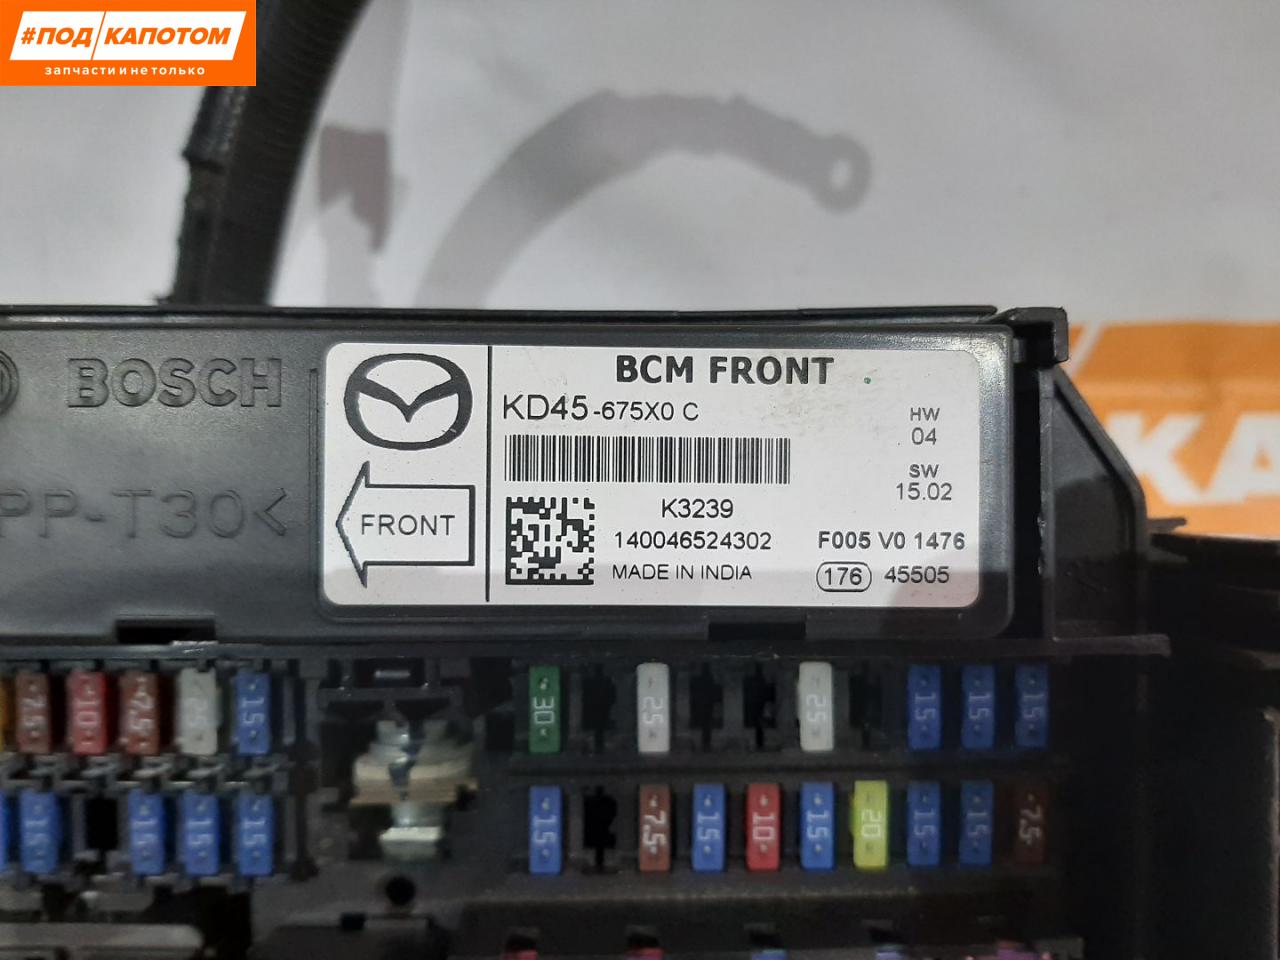 #ПОД КАПОТОМ
запчасти и не только
BOSCH
PP-T30<
BCM FRONT
KD45-675X0 C
HW
04
SW
15.02
FRONT
K3239
140046524302
F005 V0 1476
MADE IN INDIA
176 45505
КА
7.5 10 7.5 25 15 30 25 25 15 15 15
15 15 15 15 15 7.5 15 10 15 20 15 15 7.5